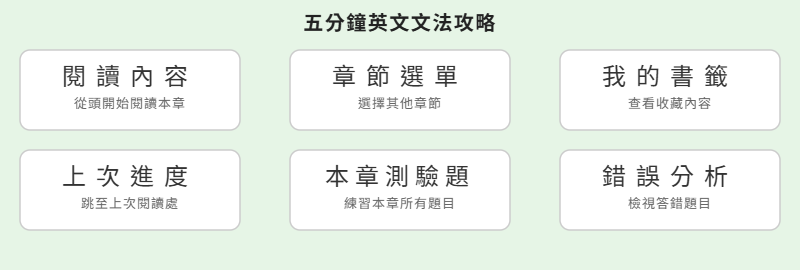 五分鐘英文文法攻略
閱讀內容
從頭開始閱讀本章
章節選單
選擇其他章節
我的書籤
查看收藏內容
上次進度
跳至上次閱讀處
本章測驗題
練習本章所有題目
錯誤分析
檢視答錯題目